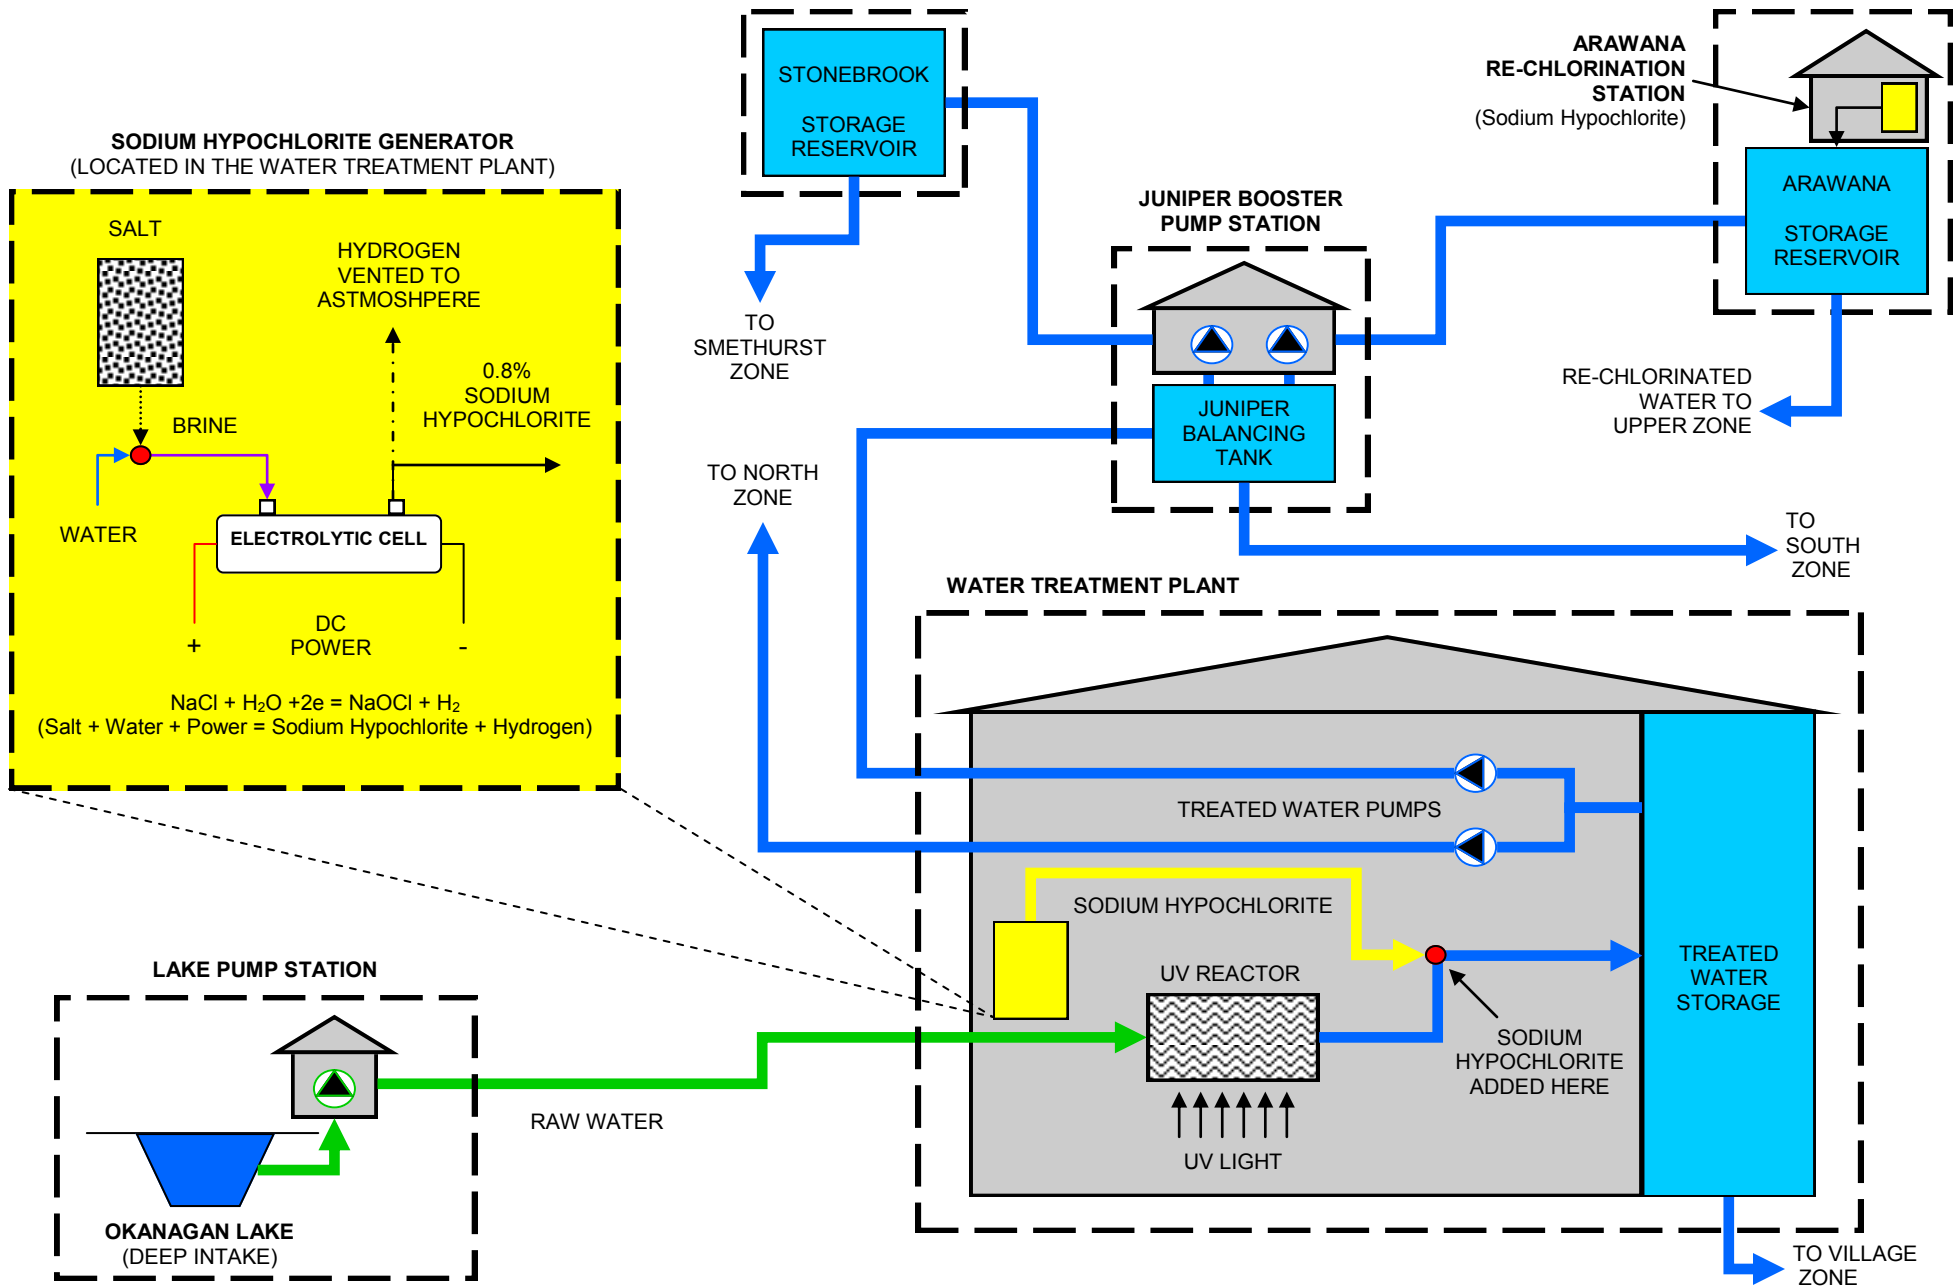 STONEBROOK
STORAGE
RESERVOIR
ARAWANA
RE-CHLORINATION
STATION
(Sodium Hypochlorite)
ARAWANA
STORAGE
RESERVOIR
SODIUM HYPOCHLORITE GENERATOR
(LOCATED IN THE WATER TREATMENT PLANT)
SALT
HYDROGEN
VENTED TO
ASTMOSHPERE
0.8%
SODIUM
HYPOCHLORITE
BRINE
WATER
ELECTROLYTIC CELL
+
DC
POWER
-
NaCl + H₂O +2e = NaOCl + H₂
(Salt + Water + Power = Sodium Hypochlorite + Hydrogen)
JUNIPER BOOSTER
PUMP STATION
JUNIPER
BALANCING
TANK
TO
SMETHURST
ZONE
RE-CHLORINATED
WATER TO
UPPER ZONE
TO NORTH
ZONE
TO
SOUTH
ZONE
WATER TREATMENT PLANT
TREATED WATER PUMPS
SODIUM HYPOCHLORITE
UV REACTOR
UV LIGHT
SODIUM
HYPOCHLORITE
ADDED HERE
TREATED
WATER
STORAGE
LAKE PUMP STATION
RAW WATER
OKANAGAN LAKE
(DEEP INTAKE)
TO VILLAGE
ZONE